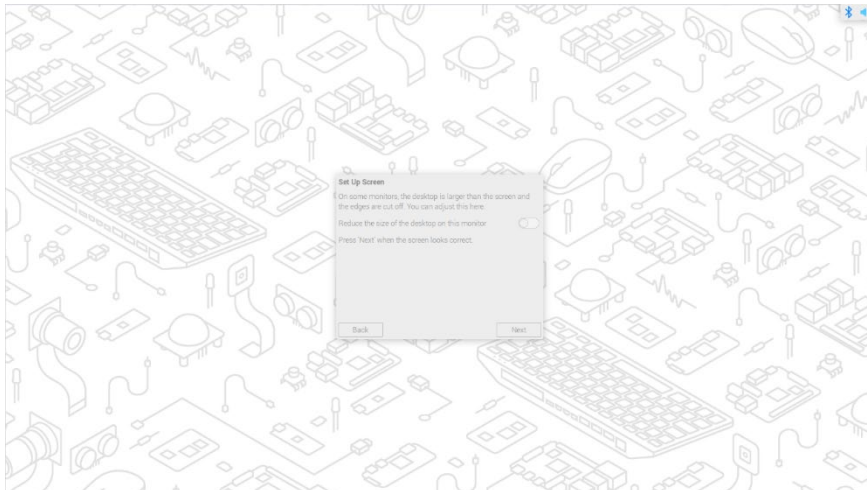 Set Up Screen
On some monitors, the desktop is larger than the screen and
the edges are cut off. You can adjust this here.
Reduce the size of the desktop on this monitor
Press 'Next' when the screen looks correct.
Back
Next